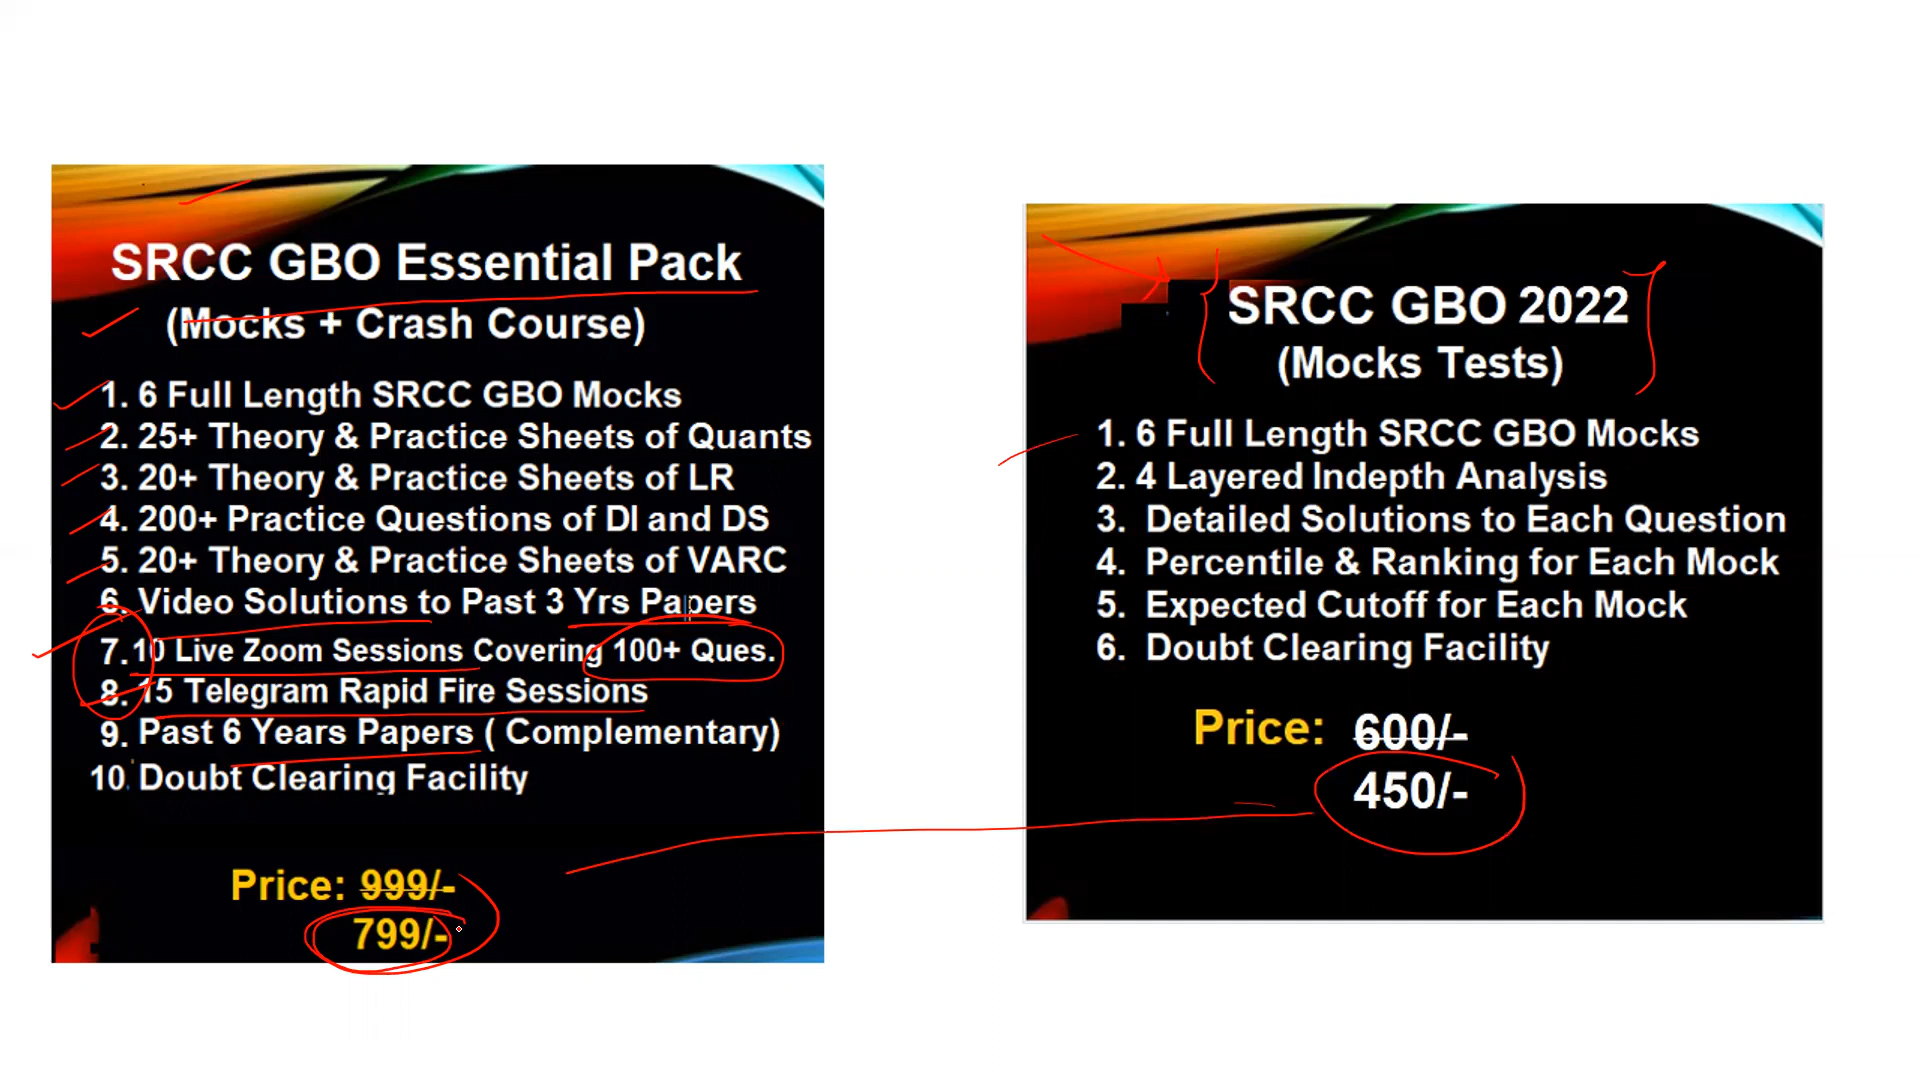 SRCC GBO Essential Pack
(Mocks + Crash Course)
1. 6 Full Length SRCC GBO Mocks
2. 25+ Theory & Practice Sheets of Quants
3. 20+ Theory & Practice Sheets of LR
4. 200+ Practice Questions of DI and DS
5. 20+ Theory & Practice Sheets of VARC
6. Video Solutions to Past 3 Yrs Papers
7. 10 Live Zoom Sessions Covering 100+ Ques.
8. 15 Telegram Rapid Fire Sessions
9. Past 6 Years Papers ( Complementary)
10. Doubt Clearing Facility
Price: 999/-
799/-
SRCC GBO 2022
(Mocks Tests)
1. 6 Full Length SRCC GBO Mocks
2. 4 Layered Indepth Analysis
3. Detailed Solutions to Each Question
4. Percentile & Ranking for Each Mock
5. Expected Cutoff for Each Mock
6. Doubt Clearing Facility
Price: 600/-
450/-